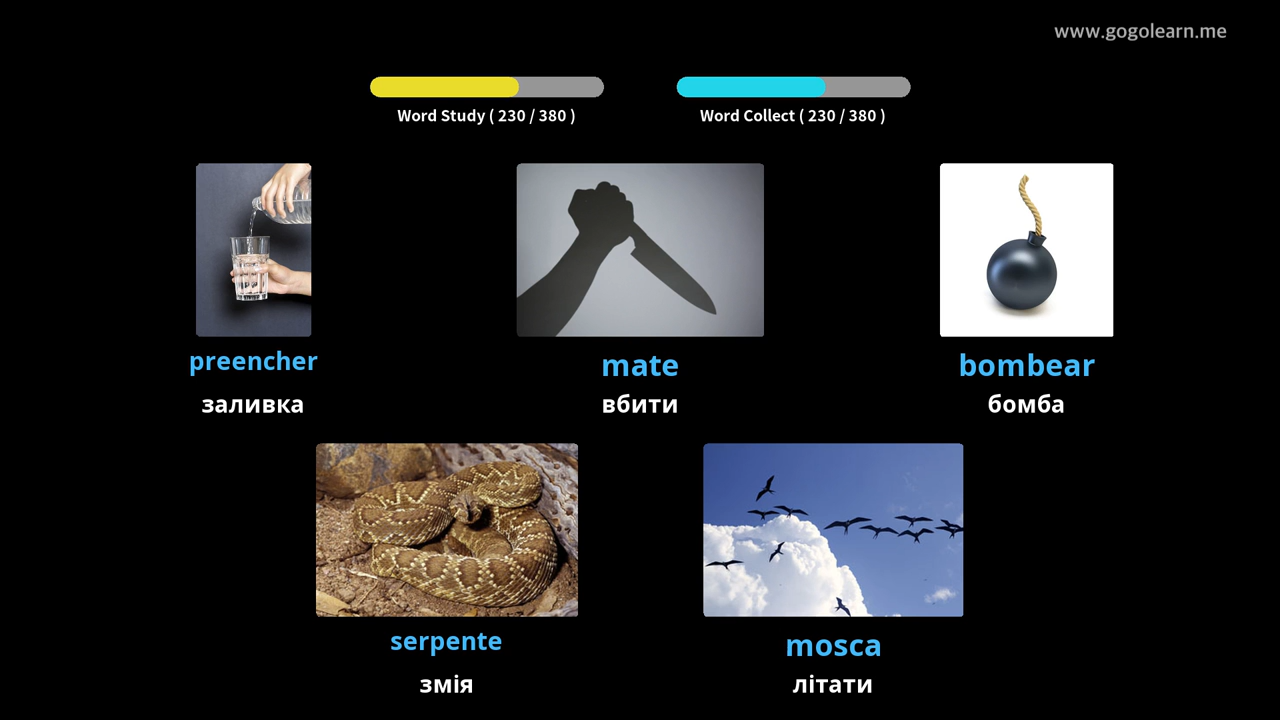 www.gogolearn.me
Word Study ( 230 / 380 )
Word Collect ( 230 / 380 )
preencher
mate
bombear
заливка
вбити
бомба
serpente
mosca
змія
літати